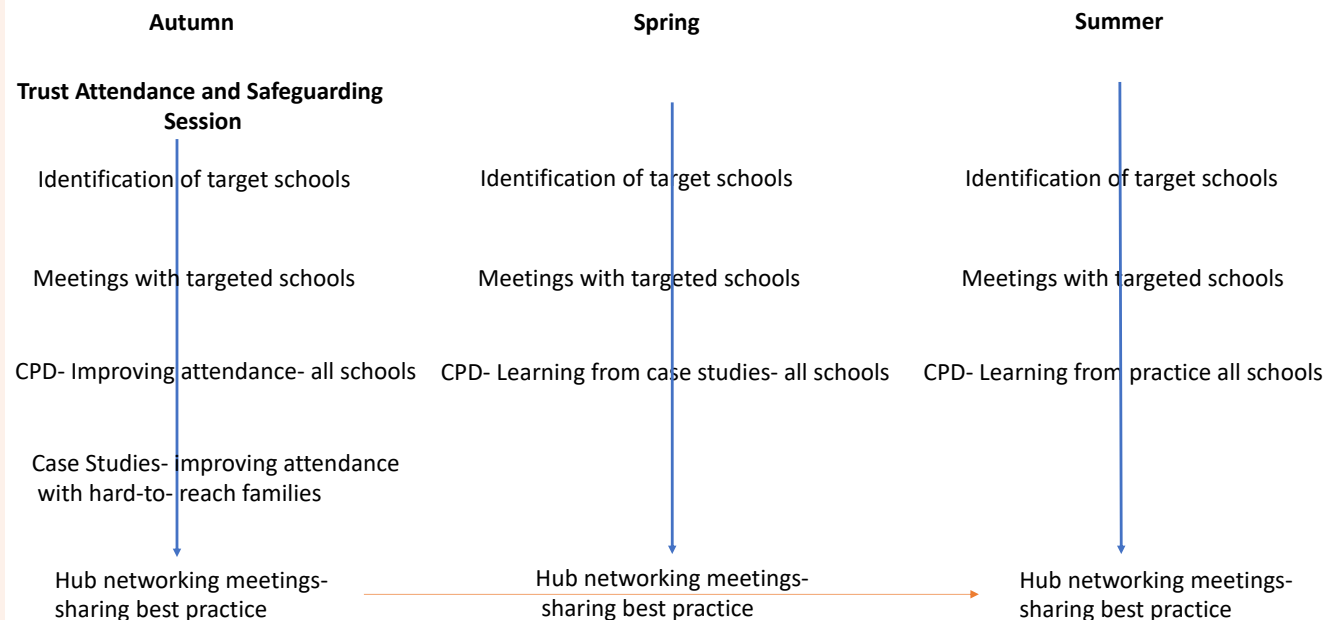 Autumn
Trust Attendance and Safeguarding
Session
Identification of target schools
Meetings with targeted schools
CPD- Improving attendance- all schools
Case Studies- improving attendance
with hard-to- reach families
Hub networking meetings-
sharing best practice
Spring
Identification of target schools
Meetings with targeted schools
CPD- Learning from case studies- all schools
Hub networking meetings-
sharing best practice
Summer
Identification of target schools
Meetings with targeted schools
CPD- Learning from practice all schools
Hub networking meetings-
sharing best practice